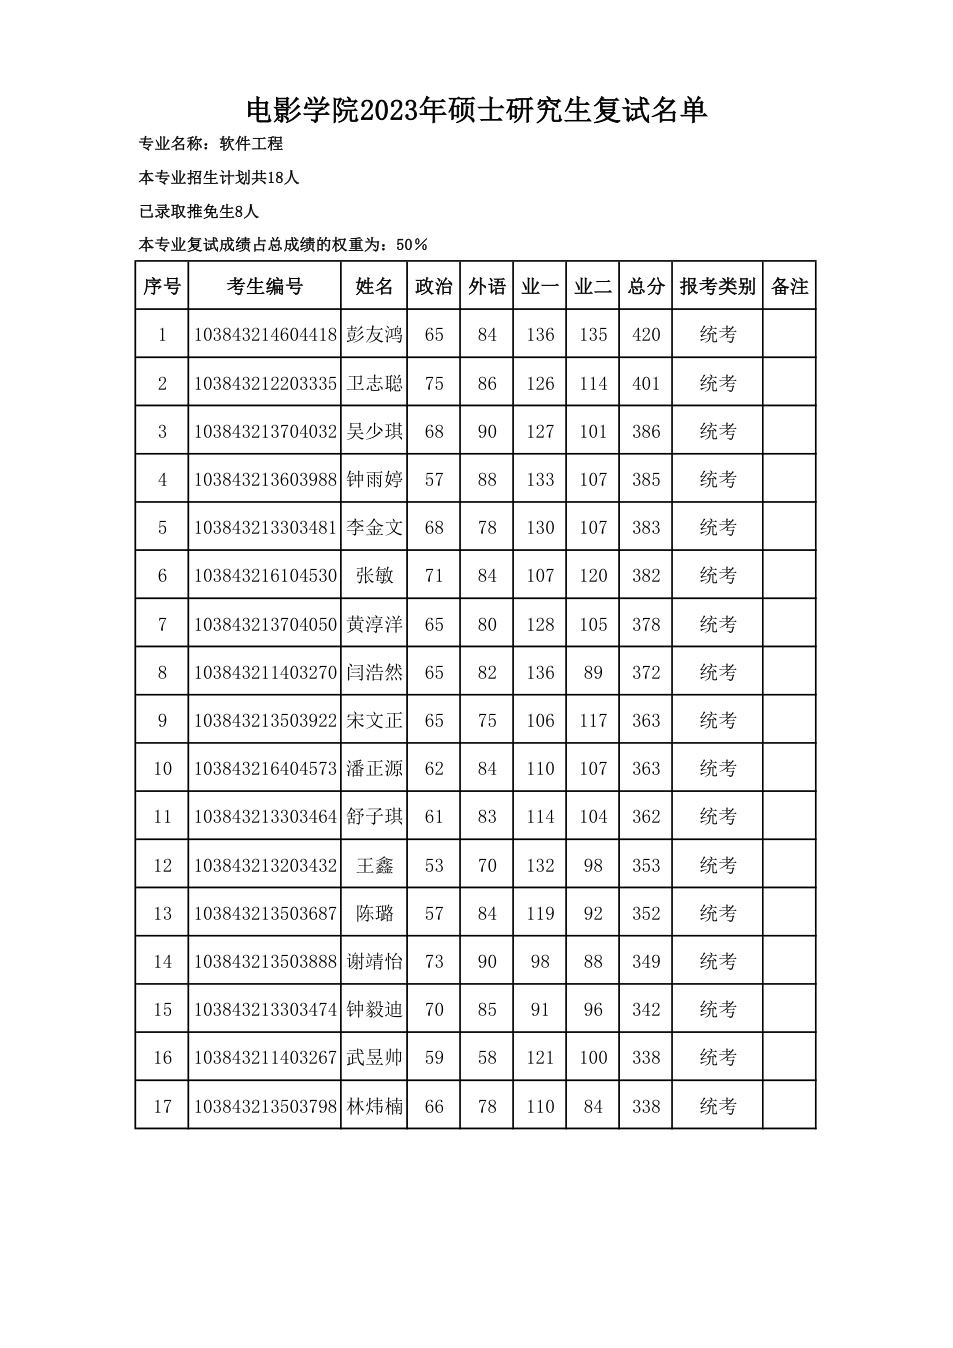 电影学院2023年硕士研究生复试名单
专业名称：软件工程
本专业招生计划共18人
已录取推免生8人
本专业复试成绩占总成绩的权重为：50%
序号 考生编号 姓名 政治 外语 业一 业二 总分 报考类别 备注
1 103843214604418 彭友鸿 65 84 136 135 420 统考
2 103843212203335 卫志聪 75 86 126 114 401 统考
3 103843213704032 吴少琪 68 90 127 101 386 统考
4 103843213603988 钟雨婷 57 88 133 107 385 统考
5 103843213303481 李金文 68 78 130 107 383 统考
6 103843216104530 张敏 71 84 107 120 382 统考
7 103843213704050 黄淳洋 65 80 128 105 378 统考
8 103843211403270 闫浩然 65 82 136 89 372 统考
9 103843213503922 宋文正 65 75 106 117 363 统考
10 103843216404573 潘正源 62 84 110 107 363 统考
11 103843213303464 舒子琪 61 83 114 104 362 统考
12 103843213203432 王鑫 53 70 132 98 353 统考
13 103843213503687 陈璐 57 84 119 92 352 统考
14 103843213503888 谢靖怡 73 90 98 88 349 统考
15 103843213303474 钟毅迪 70 85 91 96 342 统考
16 103843211403267 武昱帅 59 58 121 100 338 统考
17 103843213503798 林炜楠 66 78 110 84 338 统考